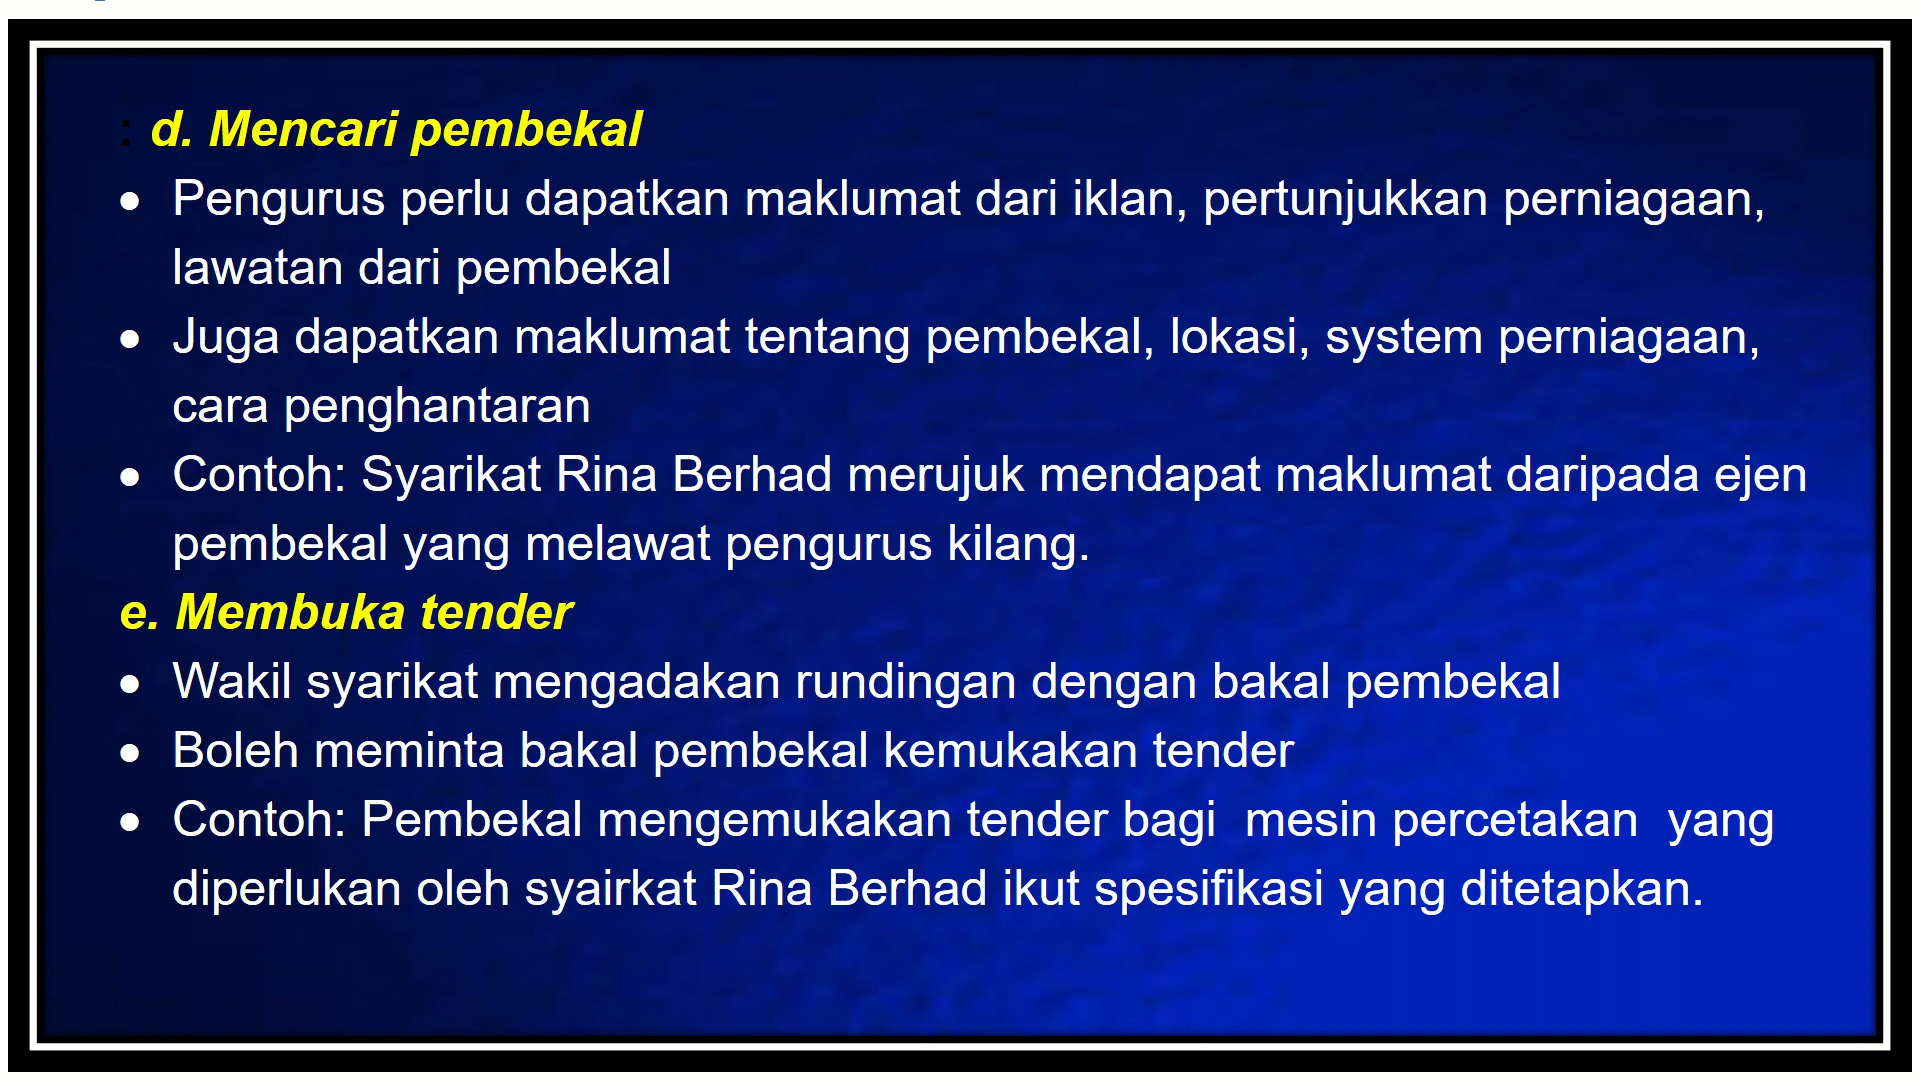 : d. Mencari pembekal
• Pengurus perlu dapatkan maklumat dari iklan, pertunjukkan perniagaan,
lawatan dari pembekal
• Juga dapatkan maklumat tentang pembekal, lokasi, system perniagaan,
cara penghantaran
• Contoh: Syarikat Rina Berhad merujuk mendapat maklumat daripada ejen
pembekal yang melawat pengurus kilang.
e. Membuka tender
• Wakil syarikat mengadakan rundingan dengan bakal pembekal
• Boleh meminta bakal pembekal kemukakan tender
• Contoh: Pembekal mengemukakan tender bagi  mesin percetakan  yang
diperlukan oleh syairkat Rina Berhad ikut spesifikasi yang ditetapkan.